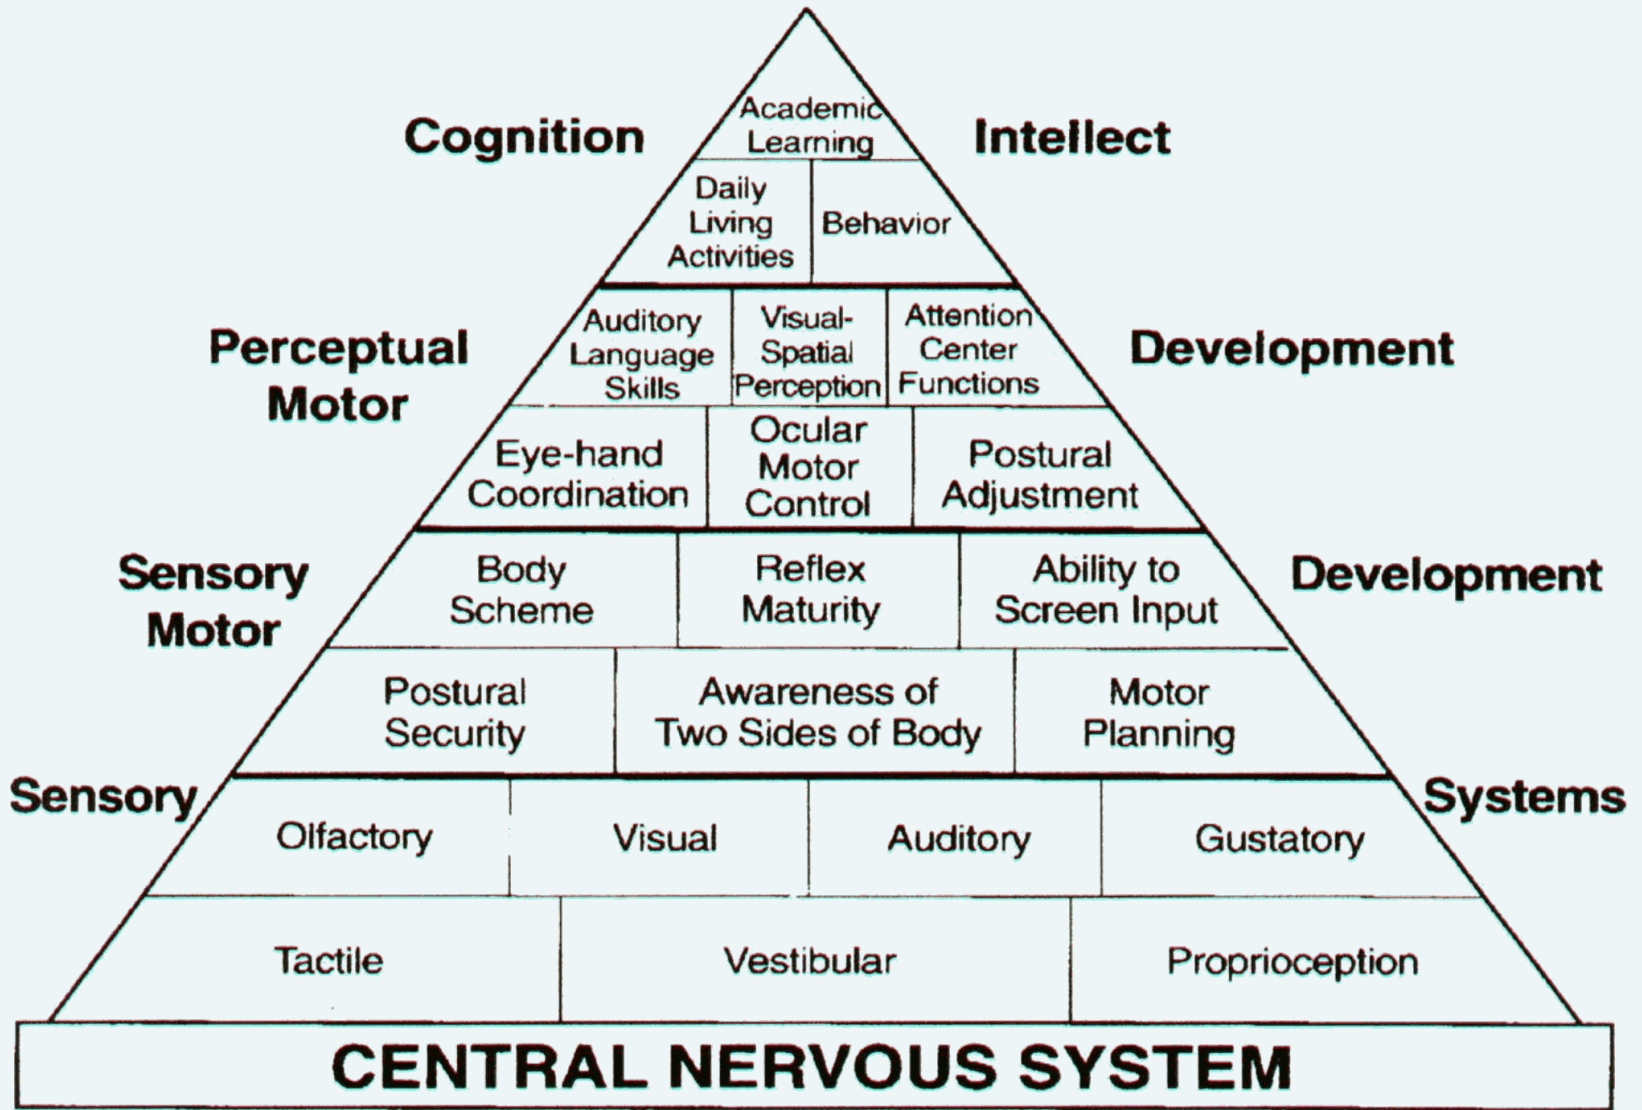 Academic
Learning
Cognition
Intellect
Daily
Living
Activities
Behavior
Auditory
Language
Skills
Visual-
Spatial
Perception
Attention
Center
Functions
Perceptual
Motor
Development
Eye-hand
Coordination
Ocular
Motor
Control
Postural
Adjustment
Sensory
Motor
Body
Scheme
Reflex
Maturity
Ability to
Screen Input
Development
Postural
Security
Awareness of
Two Sides of Body
Motor
Planning
Sensory
Systems
Olfactory
Visual
Auditory
Gustatory
Tactile
Vestibular
Proprioception
CENTRAL NERVOUS SYSTEM